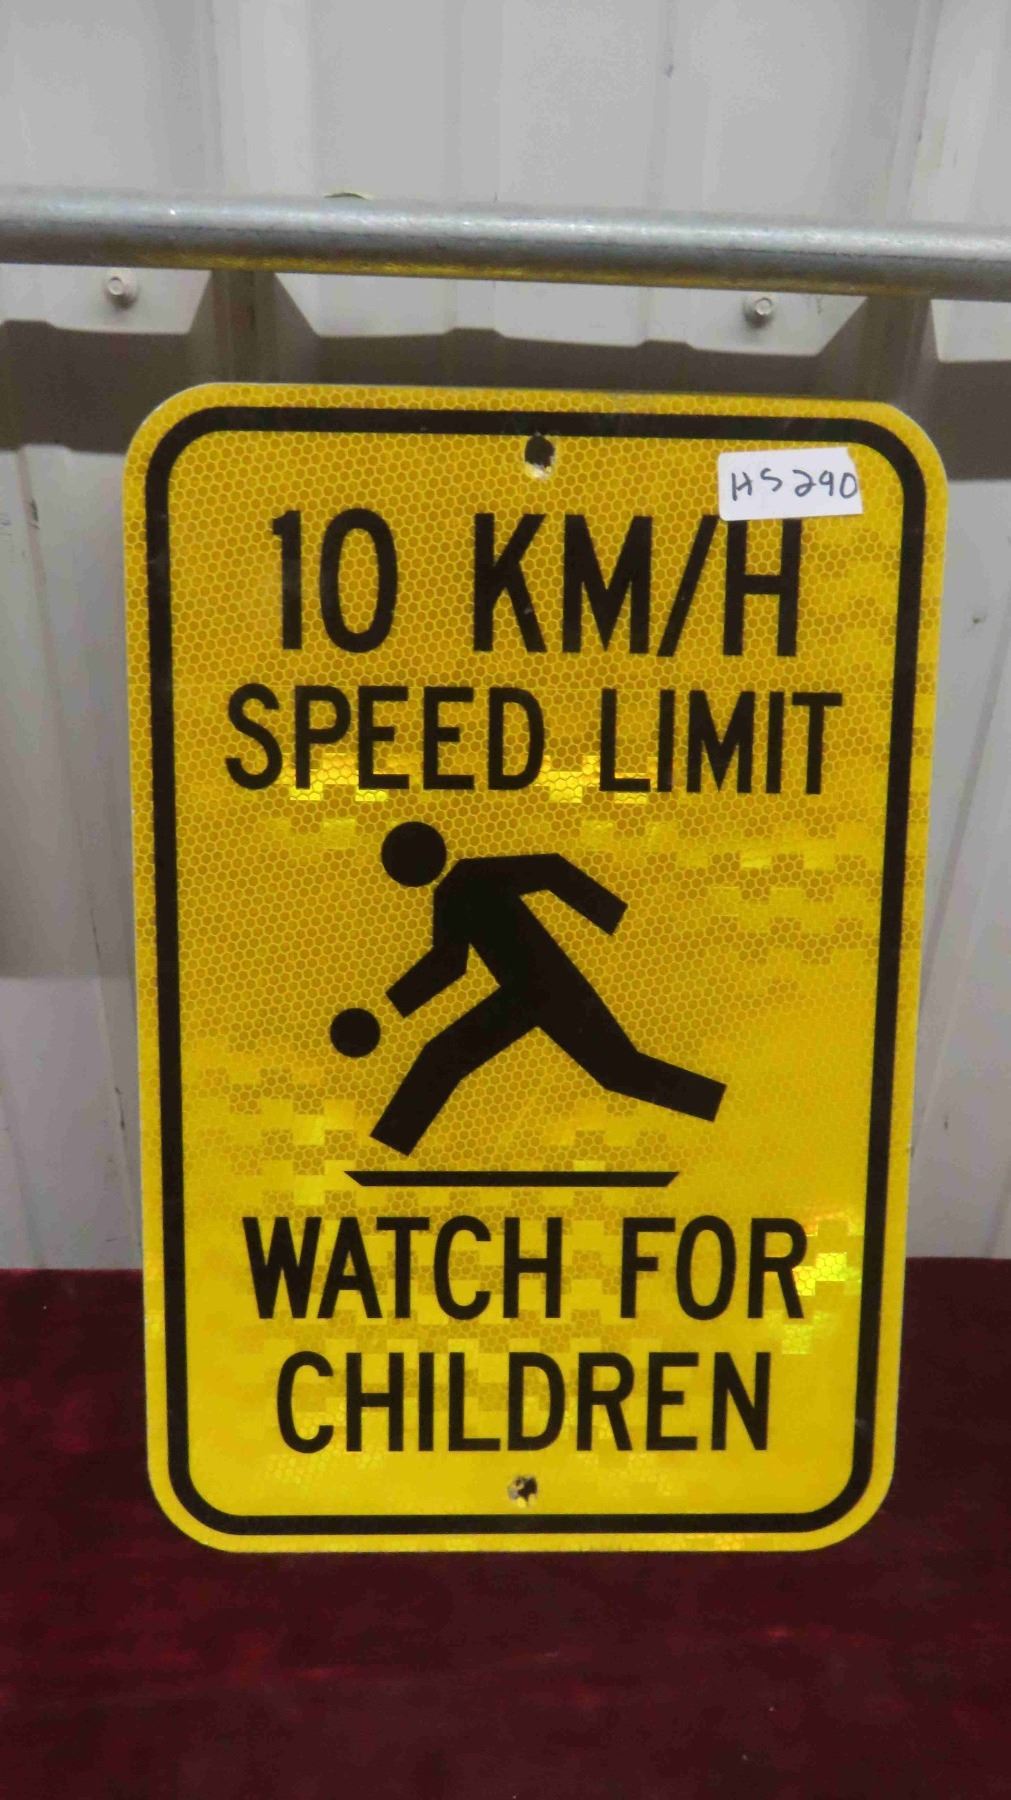 HS290
10 KM/H
SPEED LIMIT
WATCH FOR
CHILDREN